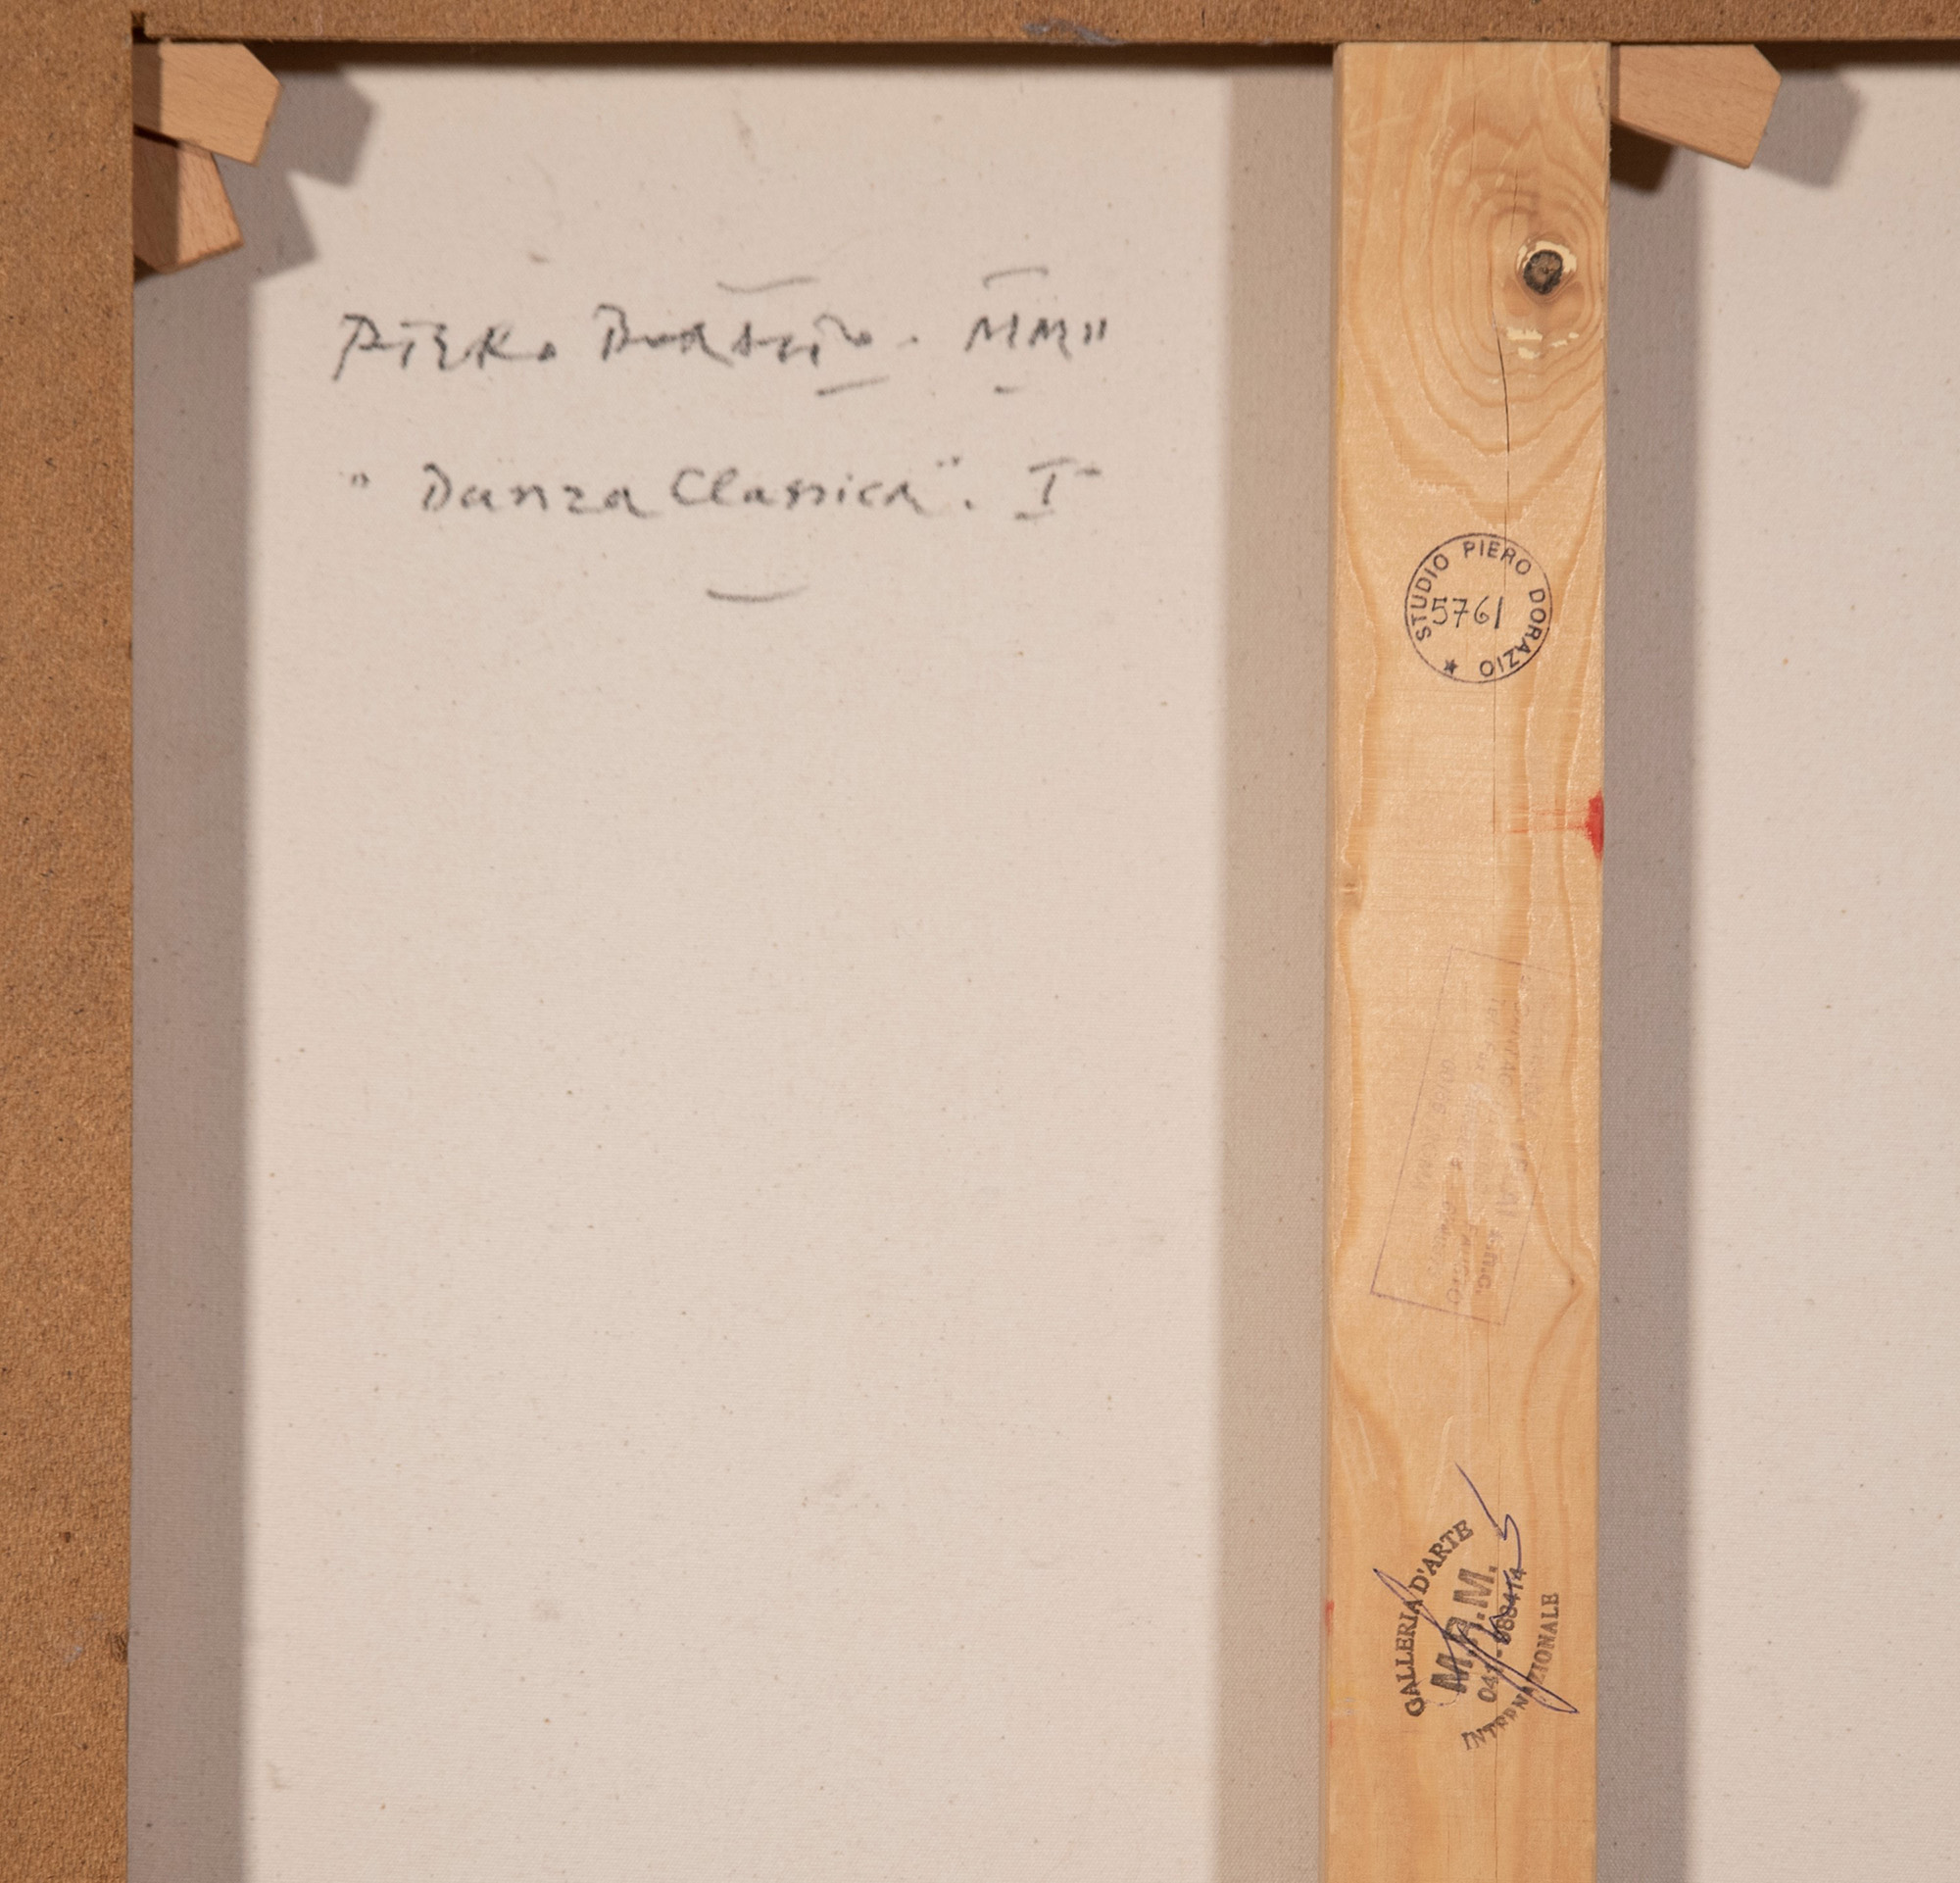 PIERO DORAZIO - MMII
"Danza Classica". I
STUDIO PIERO DORAZIO ★
5761
GALLERIA D'ARTE
M.A.M.
INTERNAZIONALE